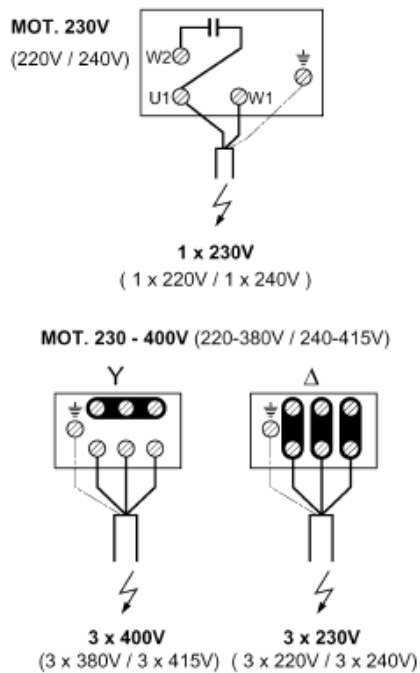 MOT. 230V
(220V / 240V)
W2
U1
W1
1 x 230V
( 1 x 220V / 1 x 240V )
MOT. 230 - 400V (220-380V / 240-415V)
Y Δ
3 x 400V
(3 x 380V / 3 x 415V)
3 x 230V
( 3 x 220V / 3 x 240V)